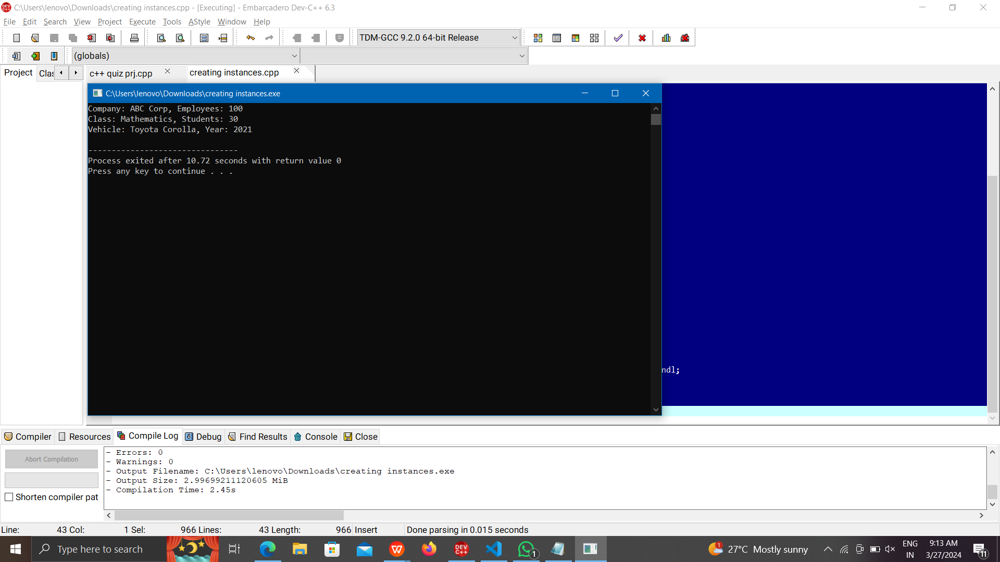 C:\Users\lenovo\Downloads\creating instances.cpp - [Executing] - Embarcadero Dev-C++ 6.3
File Edit Search View Project Execute Tools AStyle Window Help
TDM-GCC 9.2.0 64-bit Release
(globals)
Project Clas c++ quiz prj.cpp creating instances.cpp
C:\Users\lenovo\Downloads\creating instances.exe
Company: ABC Corp, Employees: 100
Class: Mathematics, Students: 30
Vehicle: Toyota Corolla, Year: 2021
--------------------------------
Process exited after 10.72 seconds with return value 0
Press any key to continue . . .
ndl;
Compiler Resources Compile Log Debug Find Results Console Close
Abort Compilation
Shorten compiler pat
- Errors: 0
- Warnings: 0
- Output Filename: C:\Users\lenovo\Downloads\creating instances.exe
- Output Size: 2.99699211120605 MiB
- Compilation Time: 2.45s
Line: 43 Col: 1 Sel: 966 Lines: 43 Length: 966 Insert Done parsing in 0.015 seconds
Type here to search
DEV C++
1
1
27°C Mostly sunny
ENG
IN
9:13 AM
3/27/2024
11